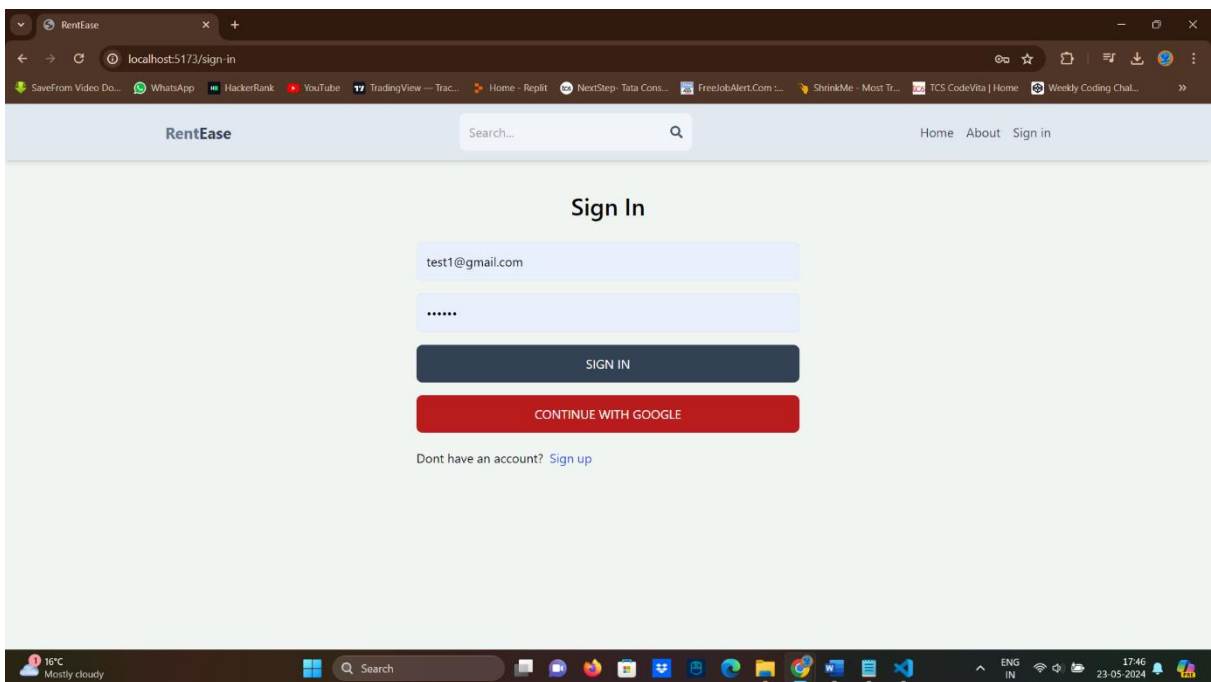 RentEase
localhost:5173/sign-in
SaveFrom Video Do... WhatsApp HackerRank YouTube TradingView — Trac... Home - Replit NextStep- Tata Cons... FreeJobAlert.Com :... ShrinkMe - Most Tr... TCS CodeVita | Home Weekly Coding Chal... »
RentEase Search... Home About Sign in
Sign In
test1@gmail.com
••••••
SIGN IN
CONTINUE WITH GOOGLE
Dont have an account? Sign up
1 16°C Search ENG 17:46
Mostly cloudy IN 23-05-2024